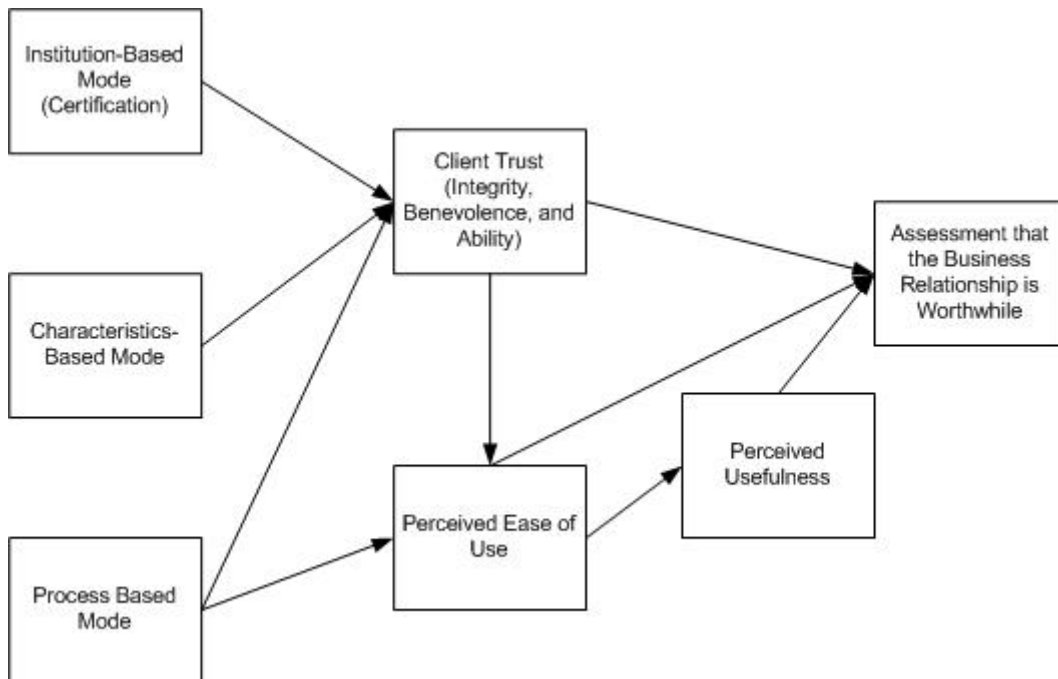 Institution-Based
Mode
(Certification)
Client Trust
(Integrity,
Benevolence, and
Ability)
Assessment that
the Business
Relationship is
Worthwhile
Characteristics-
Based Mode
Perceived
Usefulness
Perceived Ease of
Use
Process Based
Mode